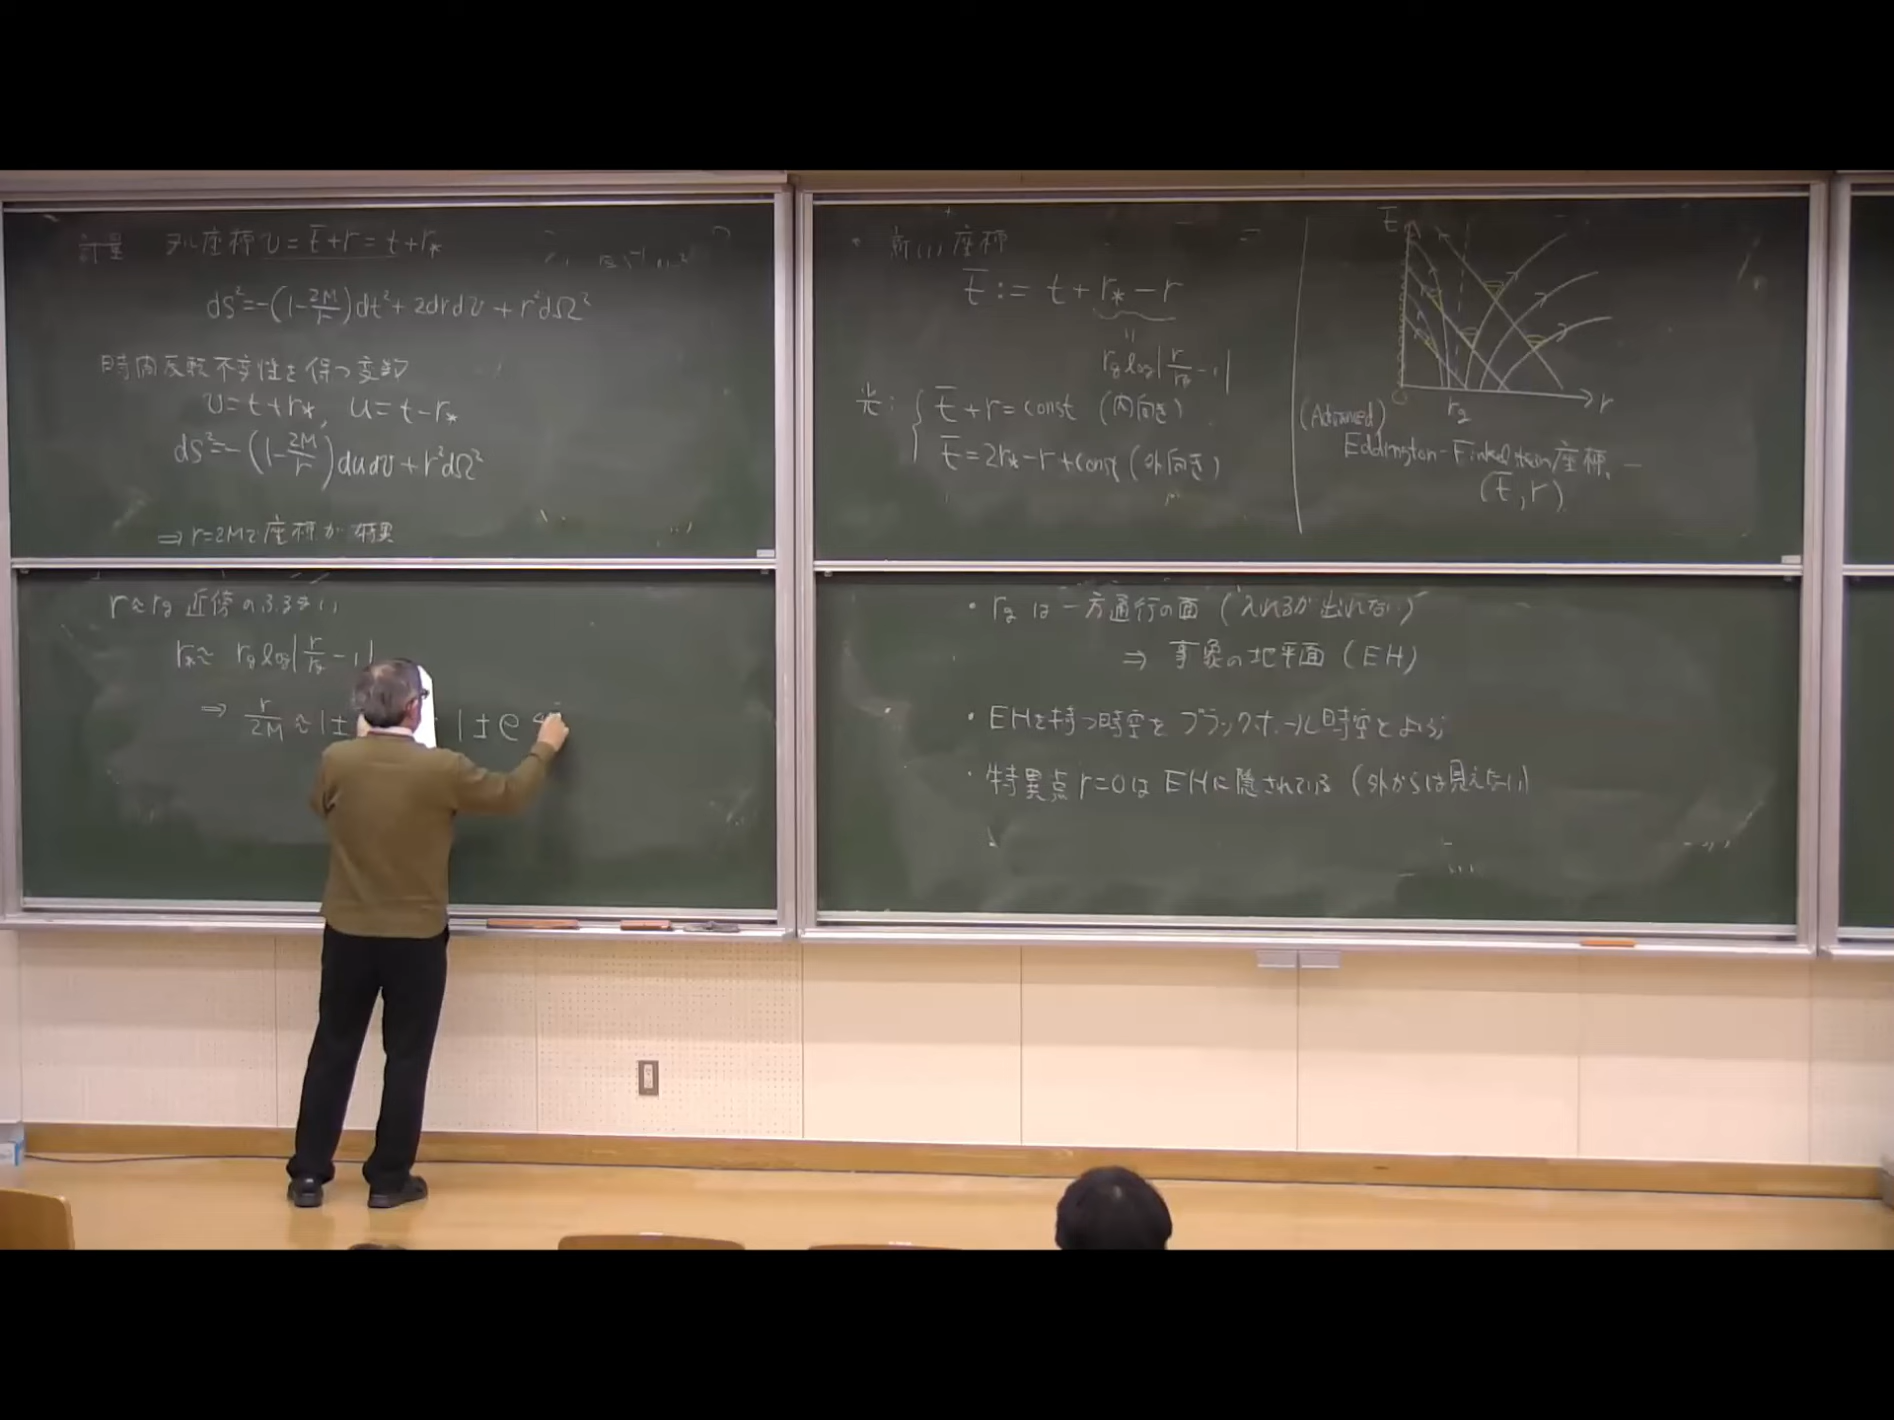 計量 ヌル座標 v = t̄+r = t+r*
ds²=-(1-2M/r)dt²+2drdv+r²dΩ²
時間反転不変性を保つ変数
v=t+r*, u=t-r*
ds²=-(1-2M/r)dudv+r²dΩ²
⇒ r=2Mで座標が特異
r≈rg 近傍のふるまい
r*≈ rg log|r/rg -1|
⇒ r/2M ≈ 1± 1±e
・新しい座標
t̄ := t+r*-r
=
rg log|r/rg -1|
光: { t̄+r=const (内向き)
t̄=2r*-r+const (外向き)
t̄
0 rg r
(Advanced)
Eddington-Finkelstein座標
(t̄,r)
・rgは一方通行の面 (入れるが出れない)
⇒ 事象の地平面 (EH)
・EHを持つ時空をブラックホール時空とよぶ
・特異点r=0はEHに隠されている (外からは見えない)